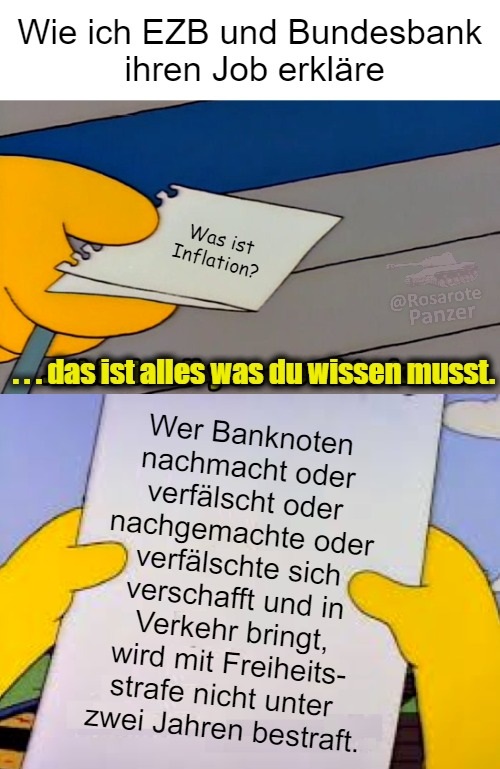 Wie ich EZB und Bundesbank
ihren Job erkläre
Was ist
Inflation?
@Rosarote
Panzer
. . . das ist alles was du wissen musst.
Wer Banknoten
nachmacht oder
verfälscht oder
nachgemachte oder
verfälschte sich
verschafft und in
Verkehr bringt,
wird mit Freiheits-
strafe nicht unter
zwei Jahren bestraft.